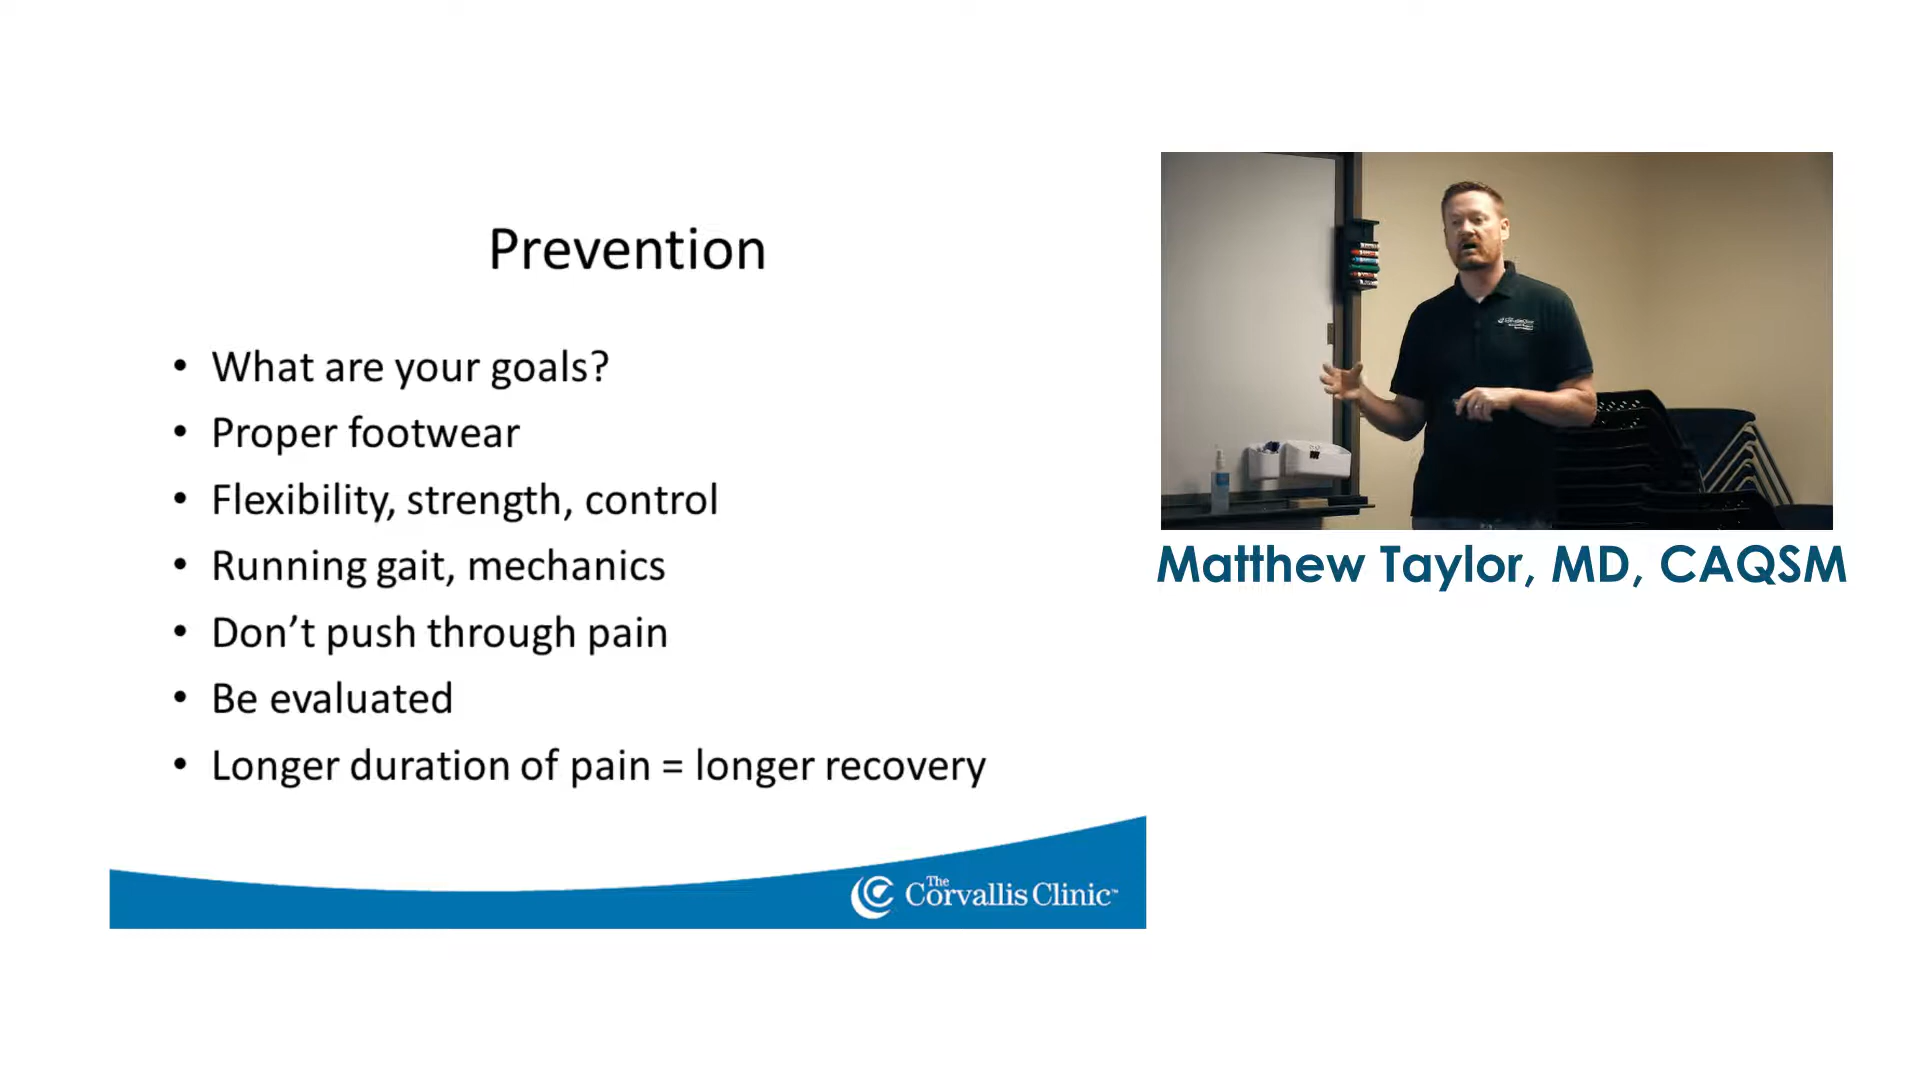 Prevention
• What are your goals?
• Proper footwear
• Flexibility, strength, control
• Running gait, mechanics
• Don’t push through pain
• Be evaluated
• Longer duration of pain = longer recovery
The Corvallis Clinic™
Matthew Taylor, MD, CAQSM